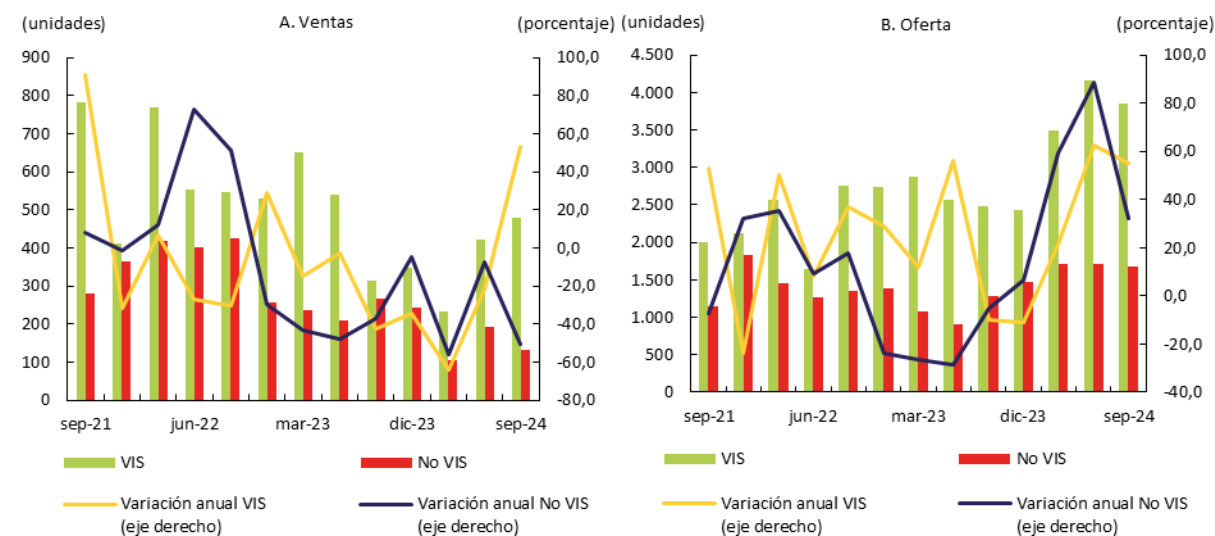 (unidades)
A. Ventas
(porcentaje)
900
800
700
600
500
400
300
200
100
0
100,0
80,0
60,0
40,0
20,0
0,0
-20,0
-40,0
-60,0
-80,0
sep-21
jun-22
mar-23
dic-23
sep-24
VIS
No VIS
Variación anual VIS
(eje derecho)
Variación anual No VIS
(eje derecho)
(unidades)
B. Oferta
(porcentaje)
4.500
4.000
3.500
3.000
2.500
2.000
1.500
1.000
500
0
100,0
80,0
60,0
40,0
20,0
0,0
-20,0
-40,0
sep-21
jun-22
mar-23
dic-23
sep-24
VIS
No VIS
Variación anual VIS
(eje derecho)
Variación anual No VIS
(eje derecho)